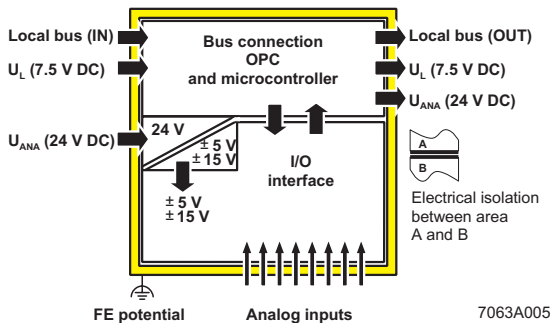 Local bus (IN)
U_L (7.5 V DC)
U_ANA (24 V DC)
Bus connection
OPC
and microcontroller
24 V
± 5 V
± 15 V
± 5 V
± 15 V
I/O
interface
Local bus (OUT)
U_L (7.5 V DC)
U_ANA (24 V DC)
A
B
Electrical isolation
between area
A and B
FE potential
Analog inputs
7063A005